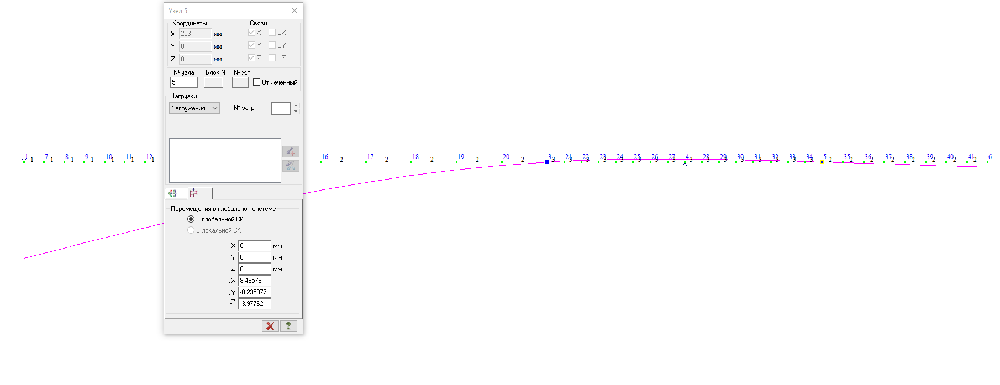 Узел 5
Координаты
Связи
X 203 мм
X UX
Y 0 мм
Y UY
Z 0 мм
Z UZ
№ узла Блок N № ж.т.
5
Отмеченный
Нагрузки
Загружения
№ загр. 1
1 7 8 9 10 11 12 16 17 18 19 20 3 21 22 23 24 25 26 27 4 28 29 30 31 32 33 34 5 35 36 37 38 39 40 41 6
1 1 1 1 1 1 1 2 2 2 2 2 3 3 3 3 3 3 3 3 3 3 3 3 3 3 3 3 2 2 2 2 2 2 2 2
Перемещения в глобальной системе
В глобальной СК
В локальной СК
X 0 мм
Y 0 мм
Z 0 мм
uX 8.46579
uY -0.235977
uZ -3.97762
?